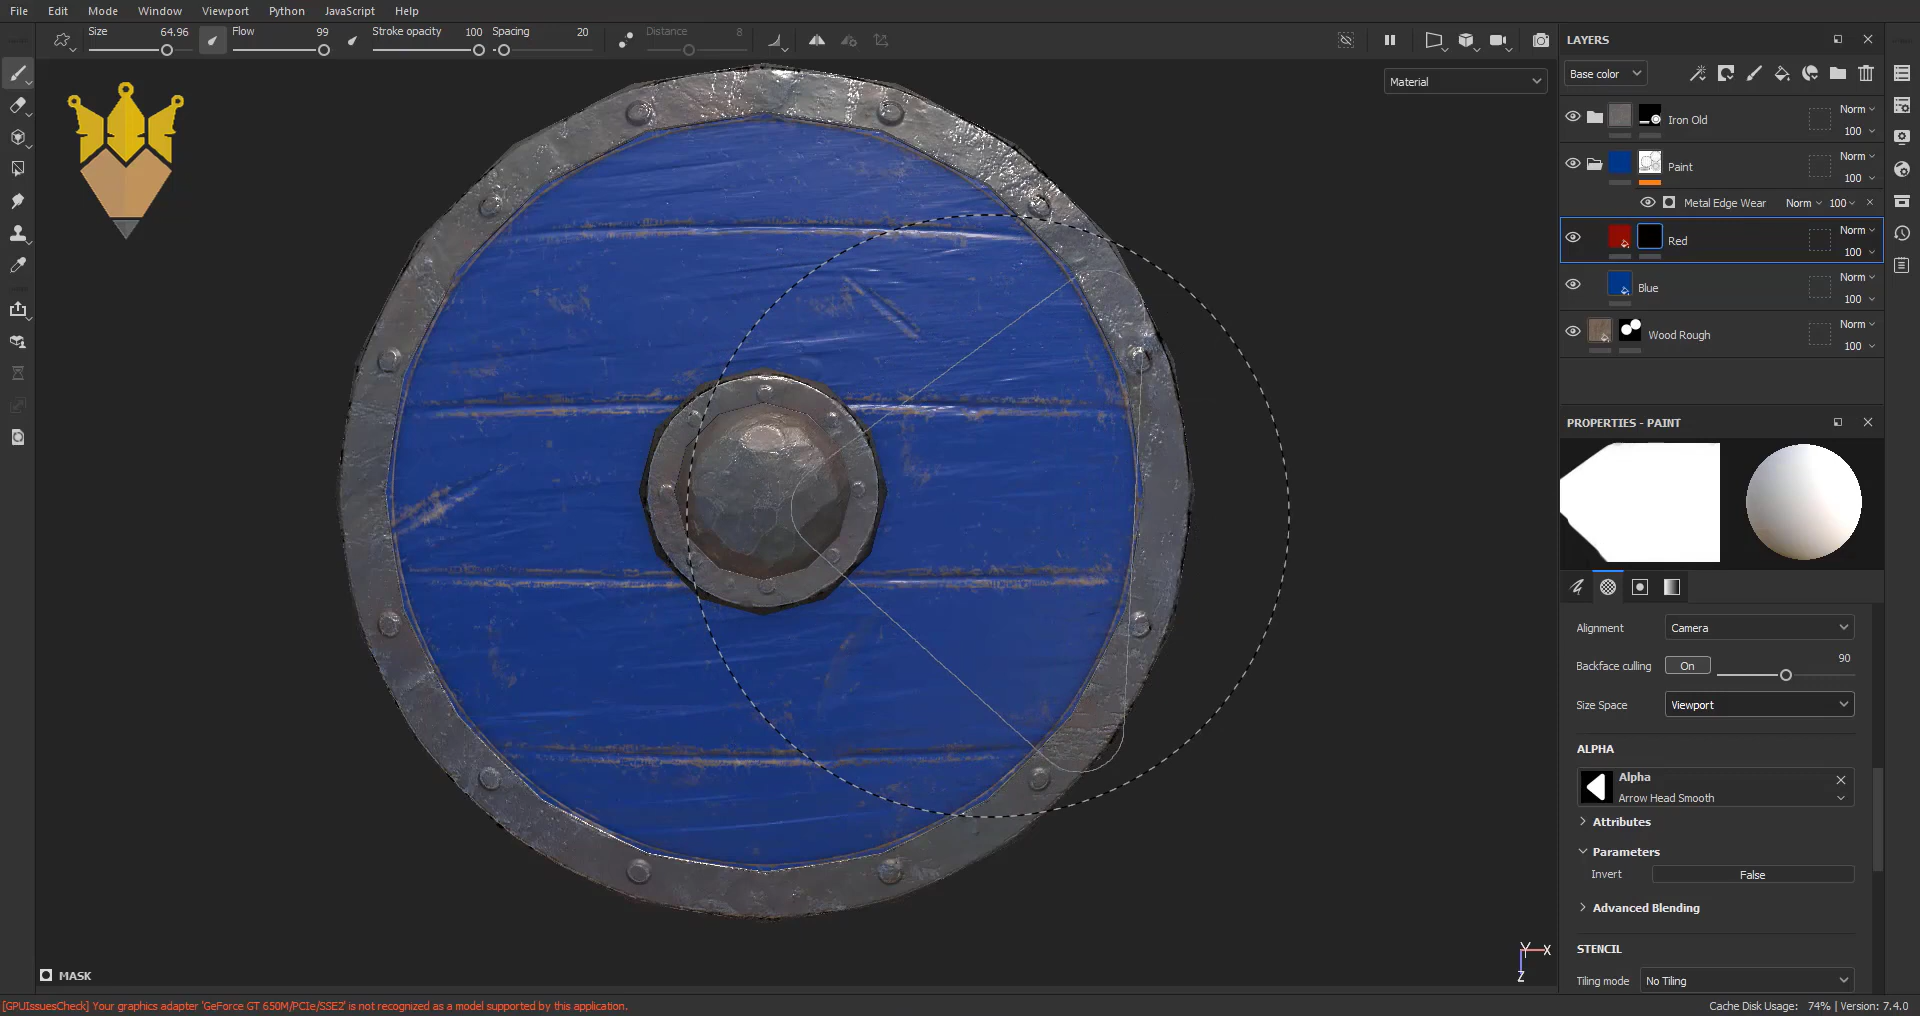 File Edit Mode Window Viewport Python JavaScript Help
Size 64.96 Flow 99 Stroke opacity 100 Spacing 20 Distance 8
Material
LAYERS
Base color
Norm
Iron Old
100
Norm
Paint
100
Metal Edge Wear Norm 100
Norm
Red
100
Norm
Blue
100
Norm
Wood Rough
100
PROPERTIES - PAINT
Alignment Camera
90
Backface culling On
Size Space Viewport
ALPHA
Alpha
Arrow Head Smooth
Attributes
Parameters
Invert False
Advanced Blending
STENCIL
Tiling mode No Tiling
Y X
Z
MASK
[GPUIssuesCheck] Your graphics adapter 'GeForce GT 650M/PCIe/SSE2' is not recognized as a model supported by this application.
Cache Disk Usage: 74% | Version: 7.4.0